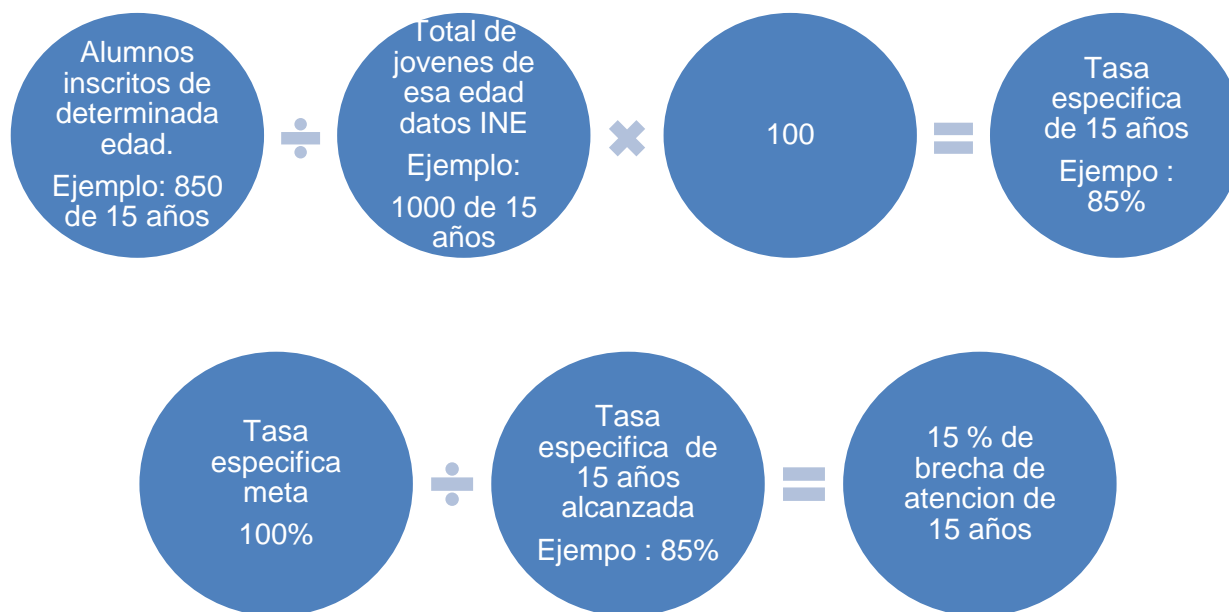 Alumnos
inscritos de
determinada
edad.
Ejemplo: 850
de 15 años
÷
Total de
jovenes de
esa edad
datos INE
Ejemplo:
1000 de 15
años
×
100
=
Tasa
especifica
de 15 años
Ejempo :
85%
Tasa
especifica
meta
100%
÷
Tasa
especifica de
15 años
alcanzada
Ejempo : 85%
=
15 % de
brecha de
atencion de
15 años